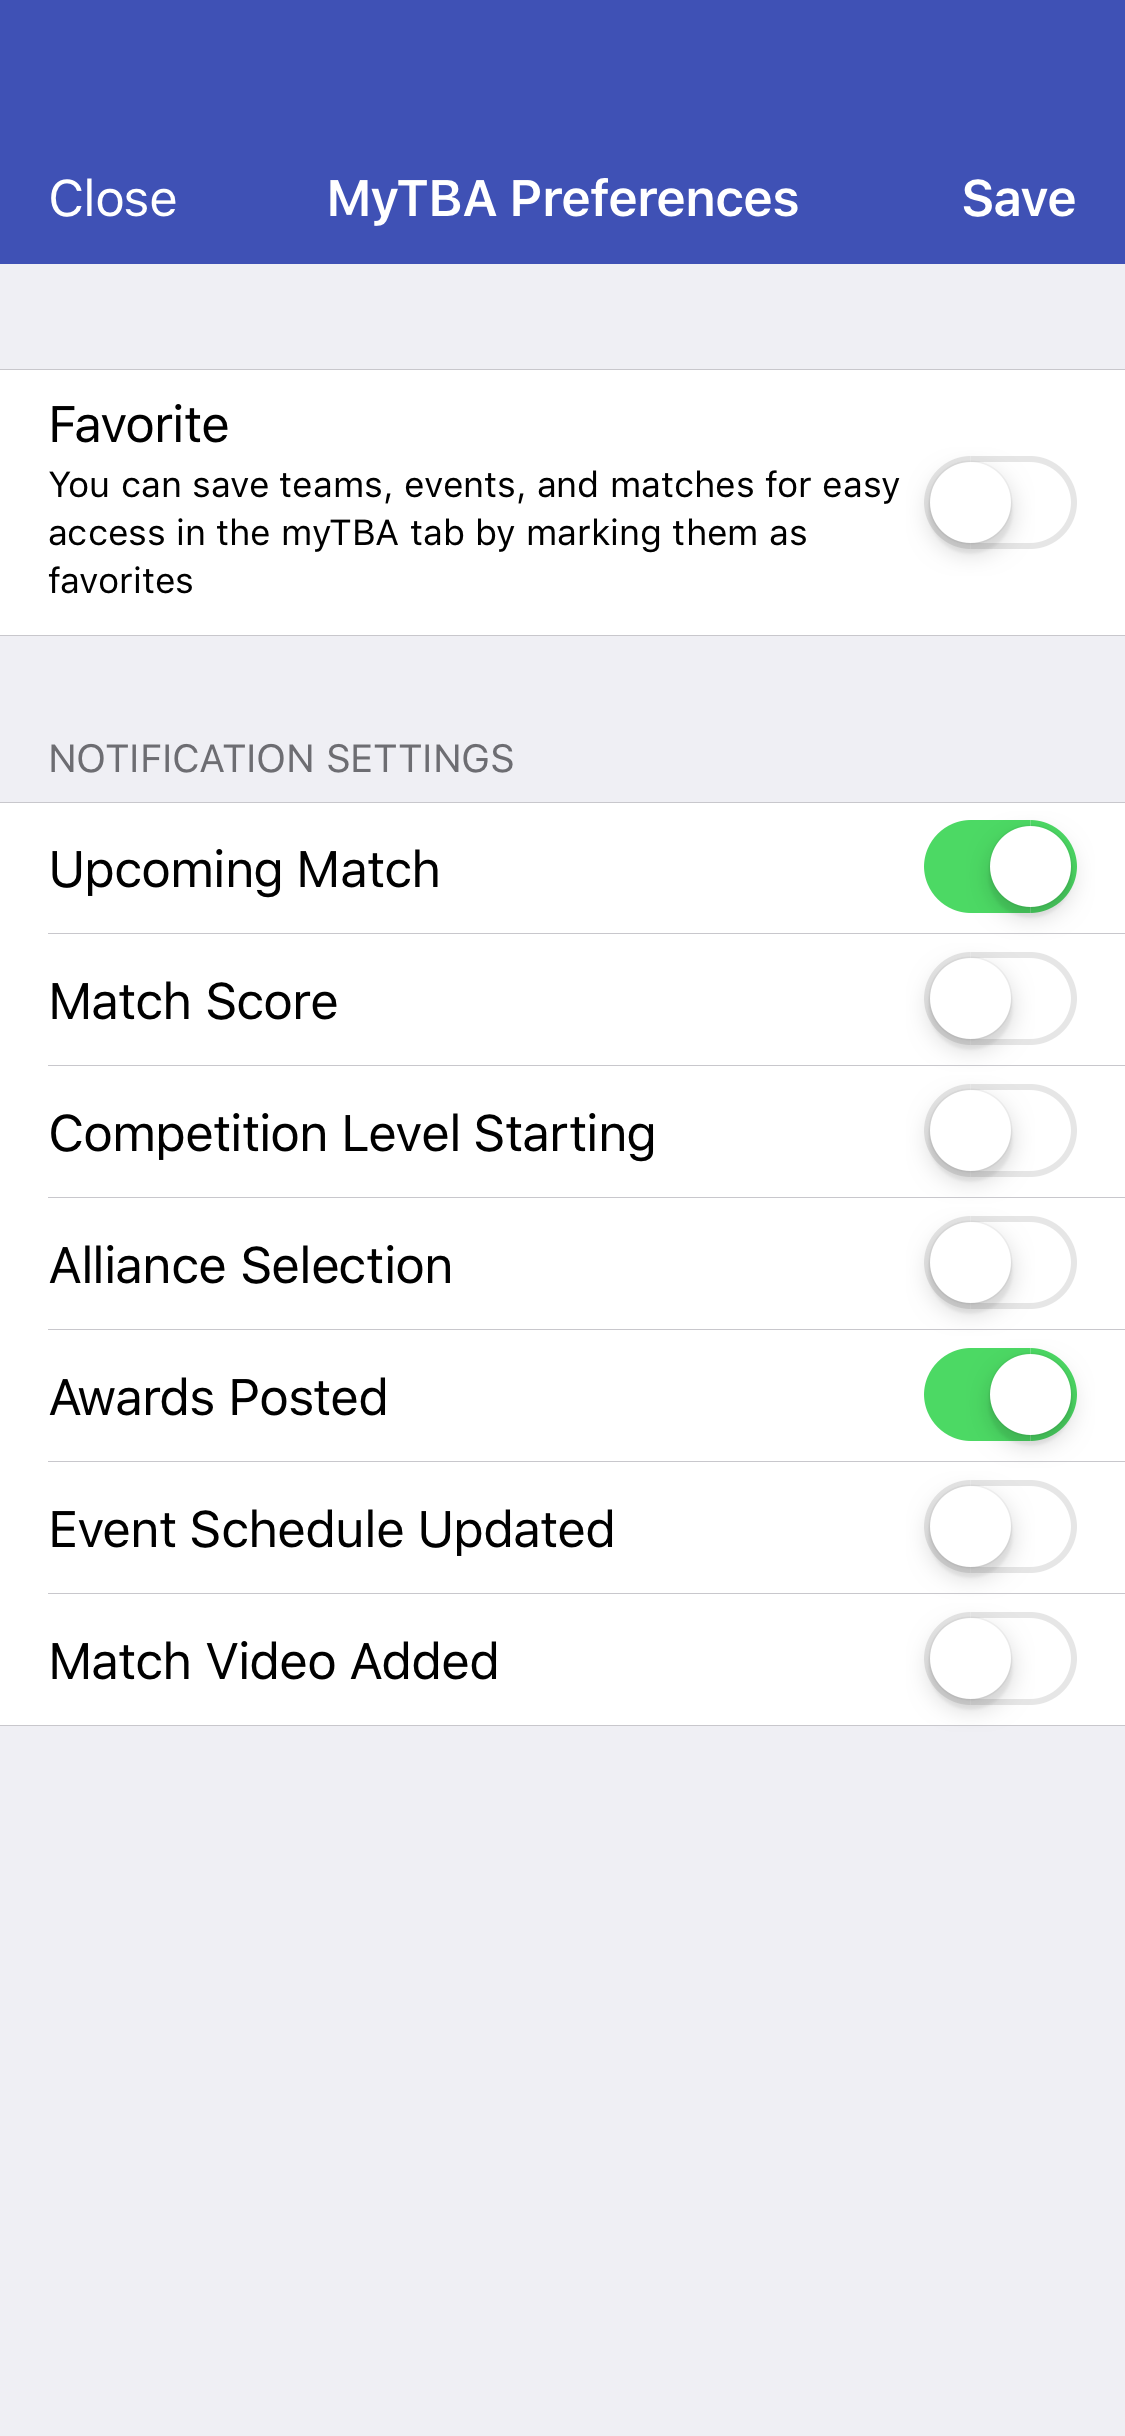 Close MyTBA Preferences Save
Favorite
You can save teams, events, and matches for easy
access in the myTBA tab by marking them as
favorites
NOTIFICATION SETTINGS
Upcoming Match
Match Score
Competition Level Starting
Alliance Selection
Awards Posted
Event Schedule Updated
Match Video Added